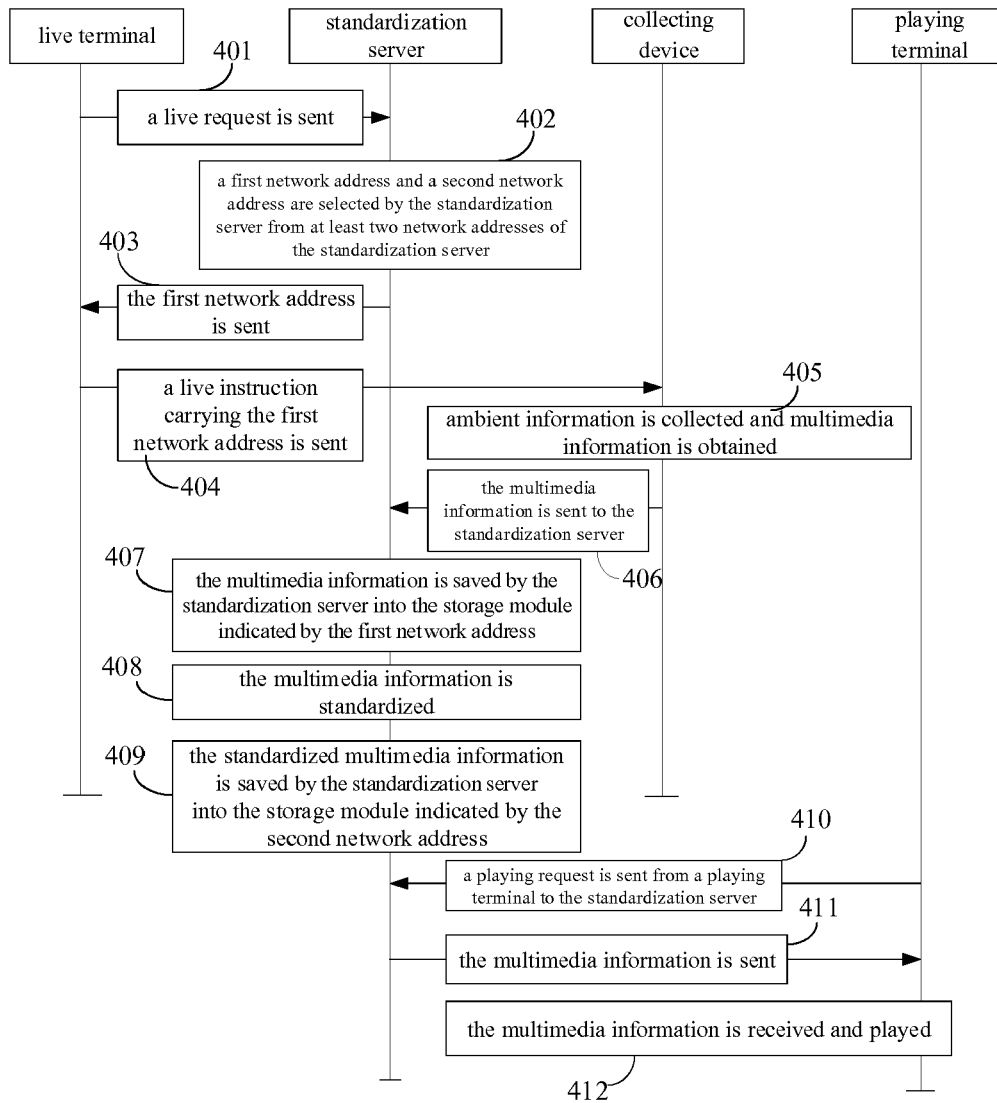 live terminal
standardization
server
collecting
device
playing
terminal
401
a live request is sent
402
a first network address and a second network
address are selected by the standardization
server from at least two network addresses of
the standardization server
403
the first network address
is sent
a live instruction
carrying the first
network address is sent
404
405
ambient information is collected and multimedia
information is obtained
the multimedia
information is sent to the
standardization server
406
407
the multimedia information is saved by the
standardization server into the storage module
indicated by the first network address
408
the multimedia information is
standardized
409
the standardized multimedia information
is saved by the standardization server
into the storage module indicated by the
second network address
410
a playing request is sent from a playing
terminal to the standardization server
411
the multimedia information is sent
the multimedia information is received and played
412